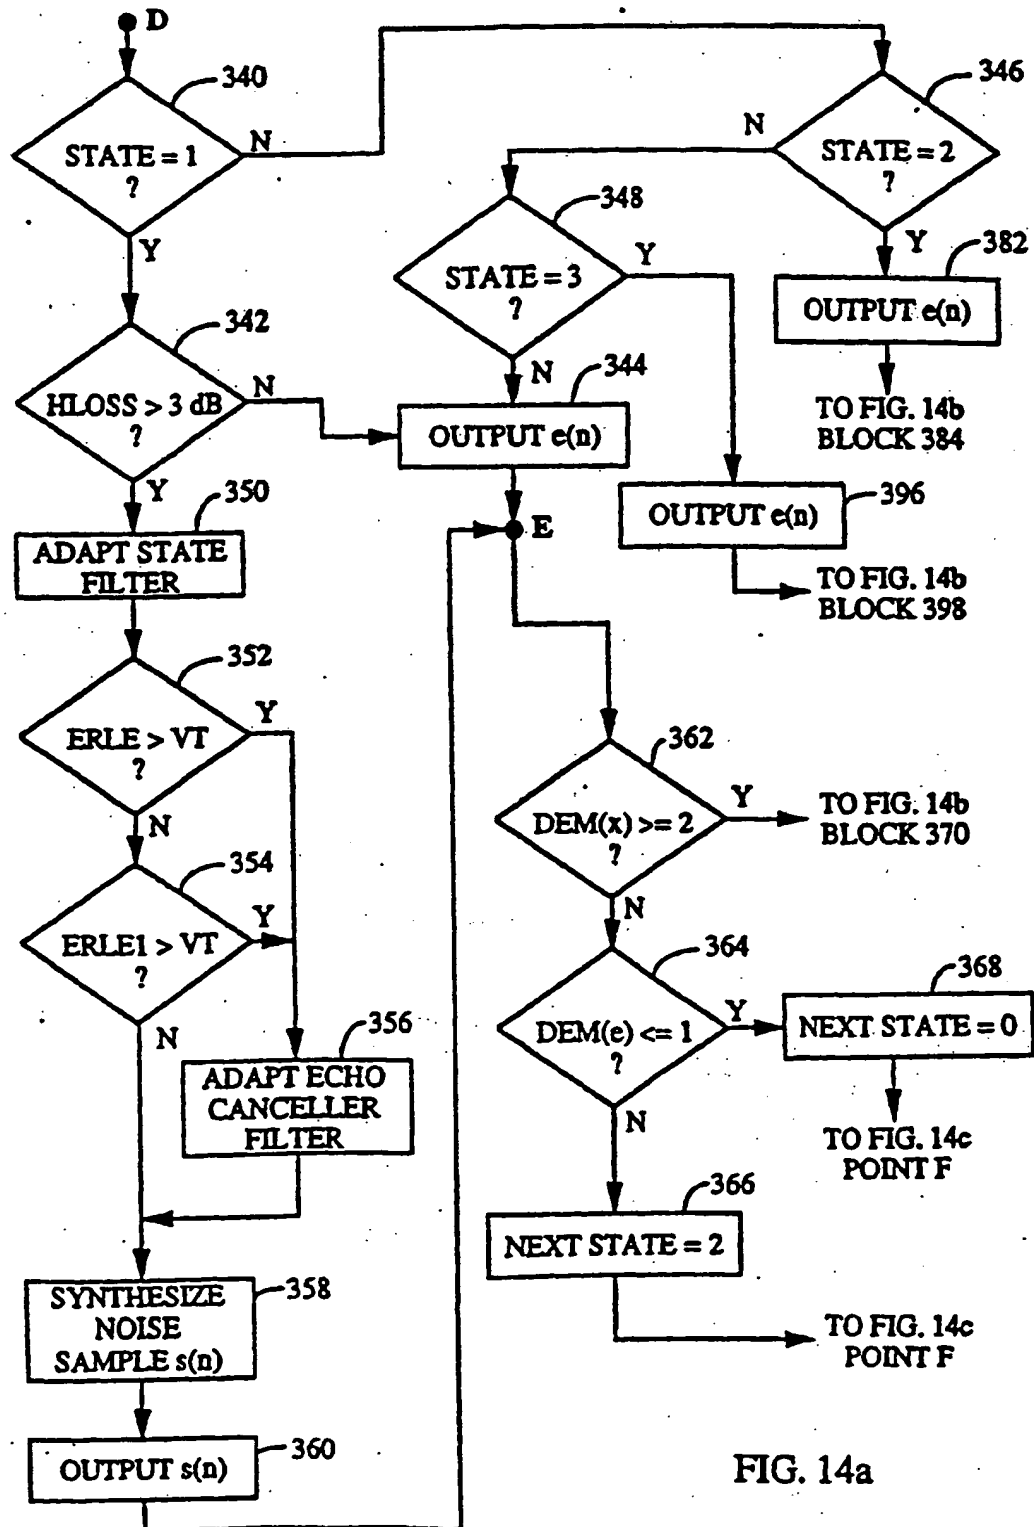 D
340
STATE = 1
?
N
Y
346
STATE = 2
?
N
Y
382
OUTPUT e(n)
TO FIG. 14b
BLOCK 384
348
STATE = 3
?
Y
N
396
OUTPUT e(n)
TO FIG. 14b
BLOCK 398
342
HLOSS > 3 dB
?
N
Y
344
OUTPUT e(n)
E
350
ADAPT STATE
FILTER
352
ERLE > VT
?
Y
N
354
ERLE1 > VT
?
Y
N
356
ADAPT ECHO
CANCELLER
FILTER
358
SYNTHESIZE
NOISE
SAMPLE s(n)
360
OUTPUT s(n)
362
DEM(x) >= 2
?
Y
N
TO FIG. 14b
BLOCK 370
364
DEM(e) <= 1
?
Y
N
368
NEXT STATE = 0
TO FIG. 14c
POINT F
366
NEXT STATE = 2
TO FIG. 14c
POINT F
FIG. 14a